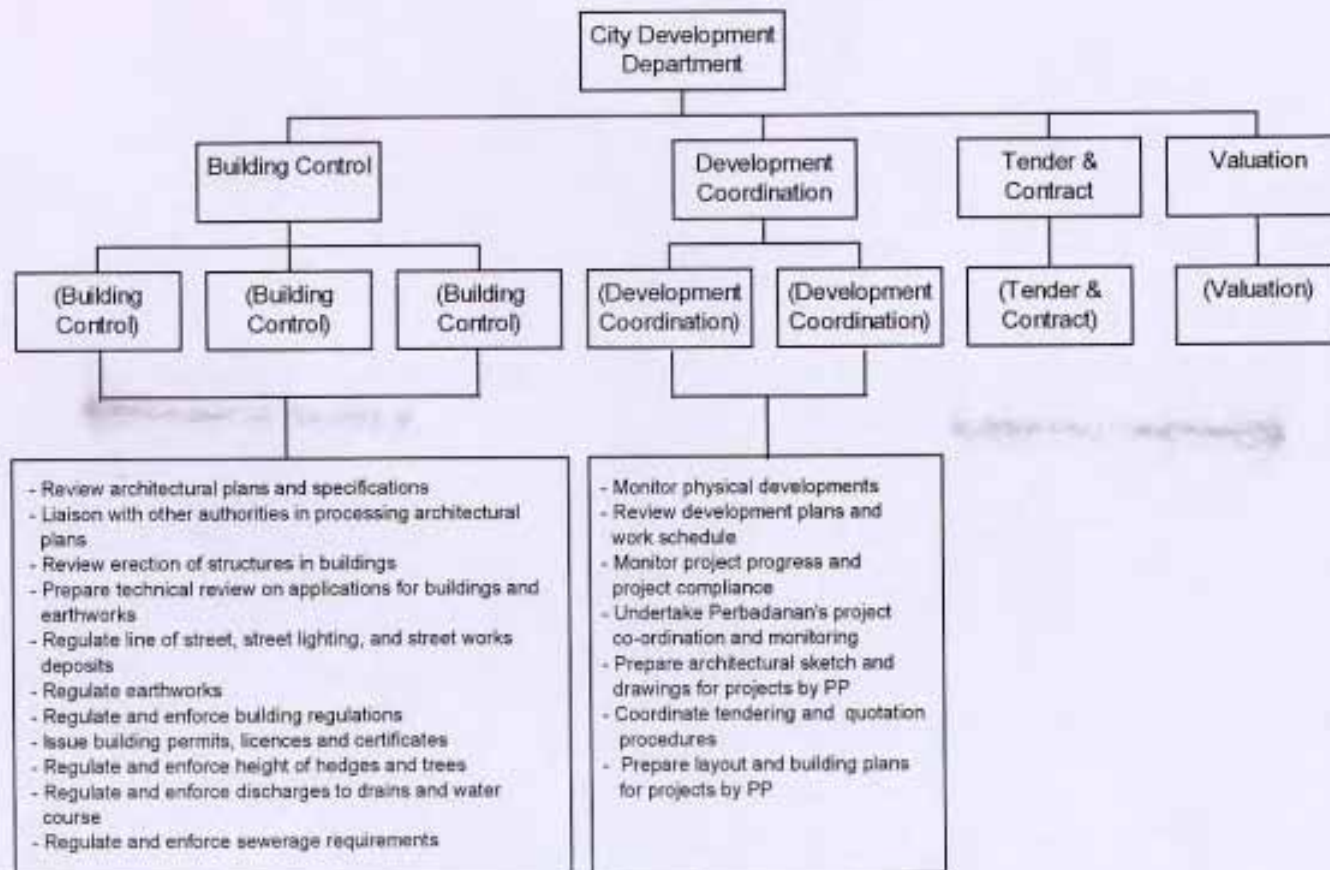 City Development
Department
Building Control
Development
Coordination
Tender &
Contract
Valuation
(Building
Control)
(Building
Control)
(Building
Control)
(Development
Coordination)
(Development
Coordination)
(Tender &
Contract)
(Valuation)
- Review architectural plans and specifications
- Liaison with other authorities in processing architectural
plans
- Review erection of structures in buildings
- Prepare technical review on applications for buildings and
earthworks
- Regulate line of street, street lighting, and street works
deposits
- Regulate earthworks
- Regulate and enforce building regulations
- Issue building permits, licences and certificates
- Regulate and enforce height of hedges and trees
- Regulate and enforce discharges to drains and water
course
- Regulate and enforce sewerage requirements
- Monitor physical developments
- Review development plans and
work schedule
- Monitor project progress and
project compliance
- Undertake Perbadanan's project
co-ordination and monitoring
- Prepare architectural sketch and
drawings for projects by PP
- Coordinate tendering and quotation
procedures
- Prepare layout and building plans
for projects by PP